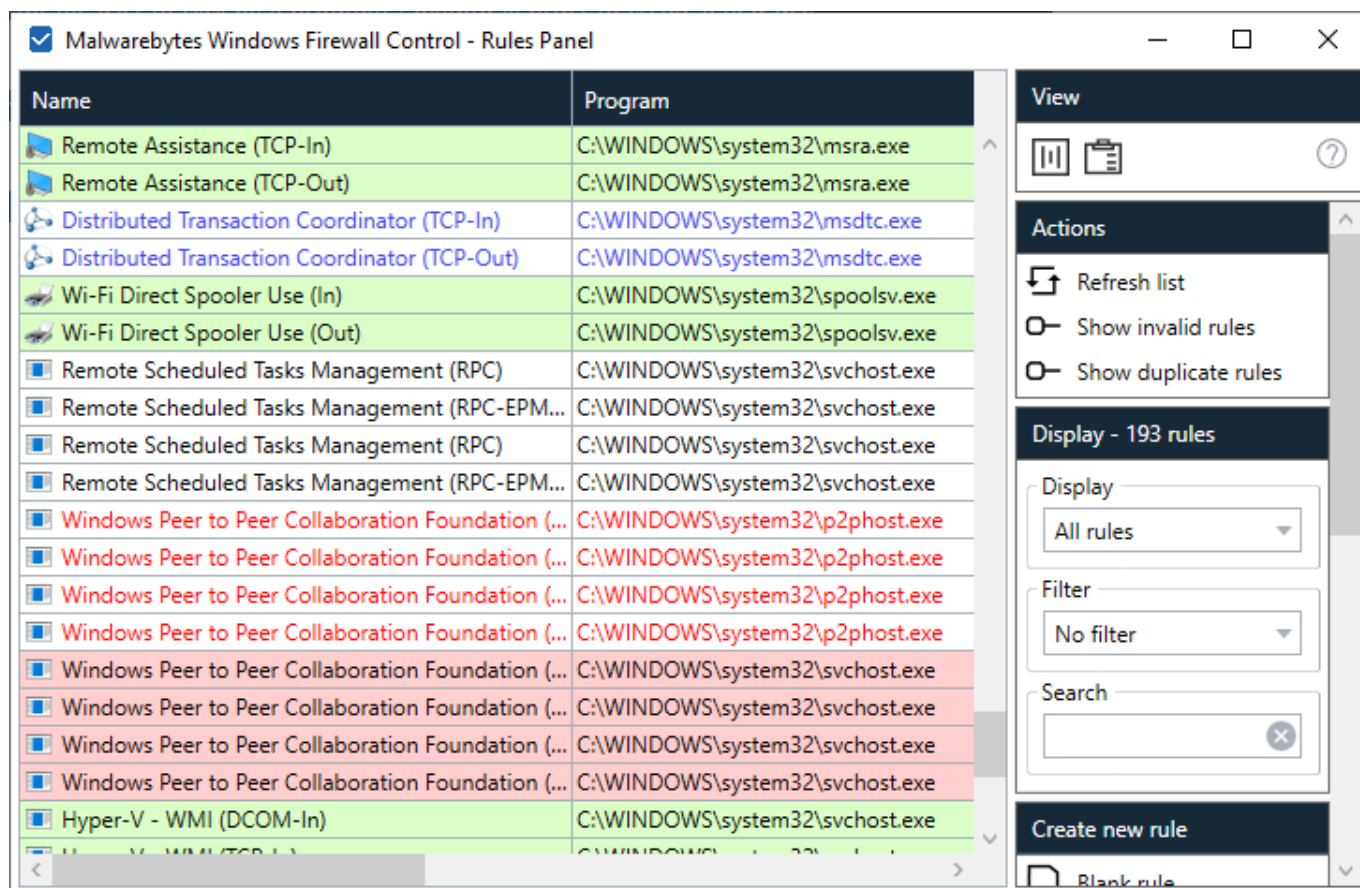 Malwarebytes Windows Firewall Control - Rules Panel
Name Program
Remote Assistance (TCP-In) C:\WINDOWS\system32\msra.exe
Remote Assistance (TCP-Out) C:\WINDOWS\system32\msra.exe
Distributed Transaction Coordinator (TCP-In) C:\WINDOWS\system32\msdtc.exe
Distributed Transaction Coordinator (TCP-Out) C:\WINDOWS\system32\msdtc.exe
Wi-Fi Direct Spooler Use (In) C:\WINDOWS\system32\spoolsv.exe
Wi-Fi Direct Spooler Use (Out) C:\WINDOWS\system32\spoolsv.exe
Remote Scheduled Tasks Management (RPC) C:\WINDOWS\system32\svchost.exe
Remote Scheduled Tasks Management (RPC-EPM... C:\WINDOWS\system32\svchost.exe
Remote Scheduled Tasks Management (RPC) C:\WINDOWS\system32\svchost.exe
Remote Scheduled Tasks Management (RPC-EPM... C:\WINDOWS\system32\svchost.exe
Windows Peer to Peer Collaboration Foundation (... C:\WINDOWS\system32\p2phost.exe
Windows Peer to Peer Collaboration Foundation (... C:\WINDOWS\system32\p2phost.exe
Windows Peer to Peer Collaboration Foundation (... C:\WINDOWS\system32\p2phost.exe
Windows Peer to Peer Collaboration Foundation (... C:\WINDOWS\system32\p2phost.exe
Windows Peer to Peer Collaboration Foundation (... C:\WINDOWS\system32\svchost.exe
Windows Peer to Peer Collaboration Foundation (... C:\WINDOWS\system32\svchost.exe
Windows Peer to Peer Collaboration Foundation (... C:\WINDOWS\system32\svchost.exe
Windows Peer to Peer Collaboration Foundation (... C:\WINDOWS\system32\svchost.exe
Hyper-V - WMI (DCOM-In) C:\WINDOWS\system32\svchost.exe
View
Actions
Refresh list
Show invalid rules
Show duplicate rules
Display - 193 rules
Display
All rules
Filter
No filter
Search
Create new rule
Blank rule